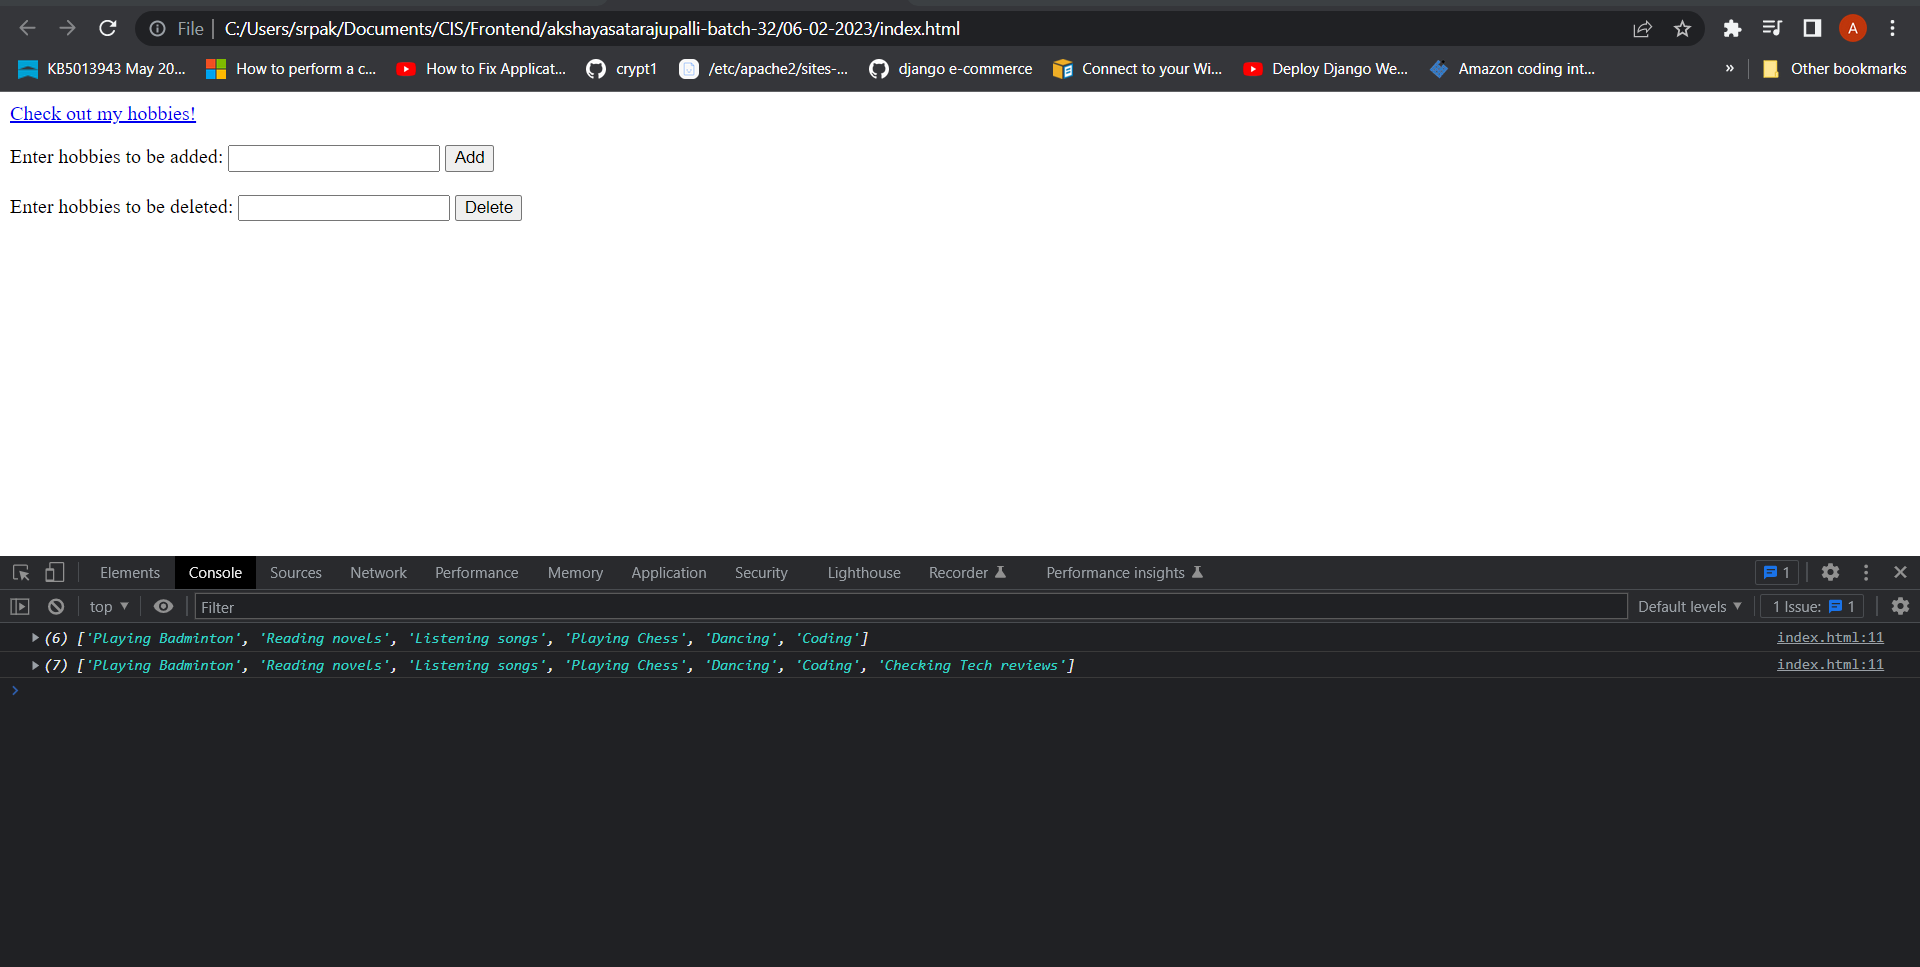 File | C:/Users/srpak/Documents/CIS/Frontend/akshayasatarajupalli-batch-32/06-02-2023/index.html A
KB5013943 May 20... How to perform a c... How to Fix Applicat... crypt1 /etc/apache2/sites-... django e-commerce Connect to your Wi... Deploy Django We... Amazon coding int... » Other bookmarks
Check out my hobbies!
Enter hobbies to be added: Add
Enter hobbies to be deleted: Delete
Elements Console Sources Network Performance Memory Application Security Lighthouse Recorder Performance insights 1
top Filter Default levels 1 Issue: 1
(6) ['Playing Badminton', 'Reading novels', 'Listening songs', 'Playing Chess', 'Dancing', 'Coding'] index.html:11
(7) ['Playing Badminton', 'Reading novels', 'Listening songs', 'Playing Chess', 'Dancing', 'Coding', 'Checking Tech reviews'] index.html:11